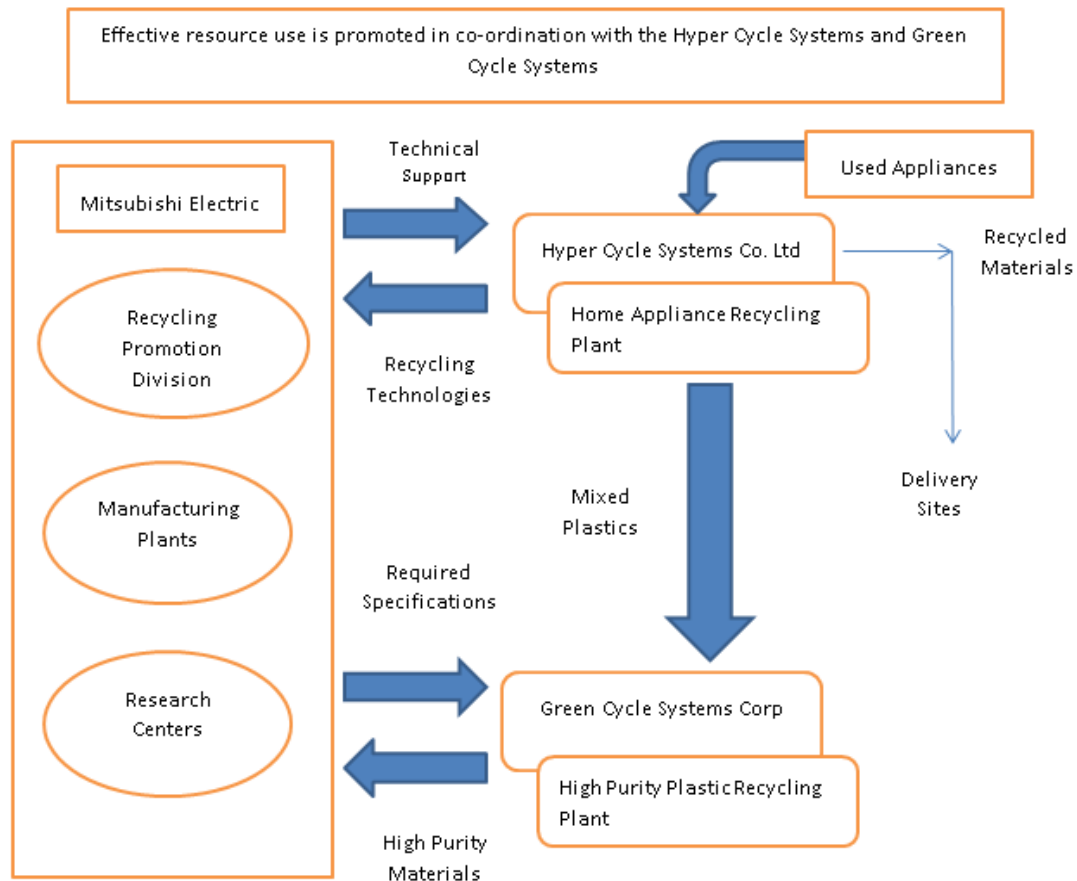 Effective resource use is promoted in co-ordination with the Hyper Cycle Systems and Green
Cycle Systems
Technical
Support
Used Appliances
Mitsubishi Electric
Hyper Cycle Systems Co. Ltd
Recycled
Materials
Recycling
Promotion
Division
Home Appliance Recycling
Plant
Recycling
Technologies
Manufacturing
Plants
Mixed
Plastics
Delivery
Sites
Required
Specifications
Research
Centers
Green Cycle Systems Corp
High Purity Plastic Recycling
Plant
High Purity
Materials